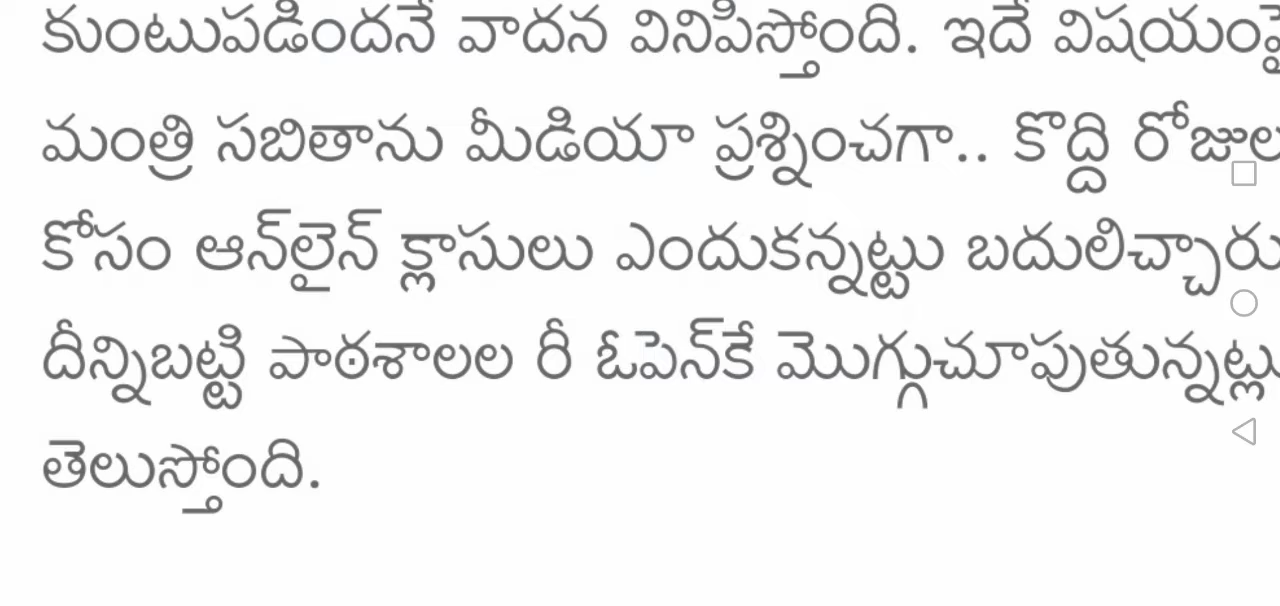 కుంటుపడిందనే వాదన వినిపిస్తోంది. ఇదే విషయంపై
మంత్రి సబితాను మీడియా ప్రశ్నించగా.. కొద్ది రోజుల
కోసం ఆన్‌లైన్ క్లాసులు ఎందుకన్నట్టు బదులిచ్చారు
దీన్నిబట్టి పాఠశాలల రీ ఓపెన్‌కే మొగ్గుచూపుతున్నట్లు
తెలుస్తోంది.